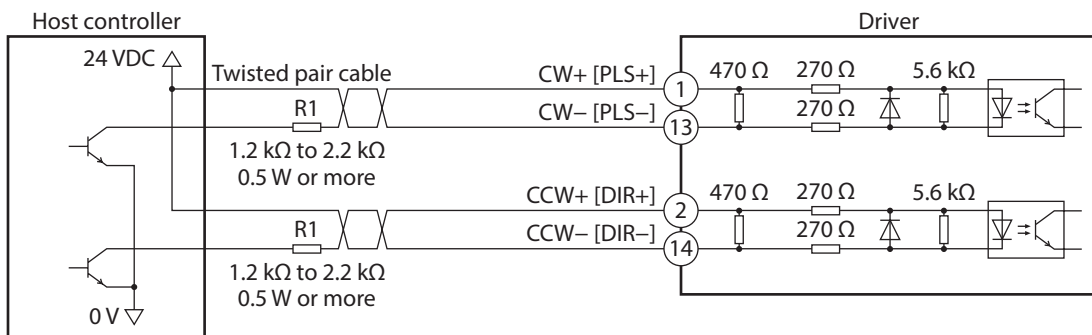 Host controller
Driver
24 VDC
Twisted pair cable
CW+ [PLS+]
1
470 Ω
270 Ω
5.6 kΩ
R1
CW− [PLS−]
13
270 Ω
1.2 kΩ to 2.2 kΩ
0.5 W or more
CCW+ [DIR+]
2
470 Ω
270 Ω
5.6 kΩ
R1
CCW− [DIR−]
14
270 Ω
1.2 kΩ to 2.2 kΩ
0.5 W or more
0 V